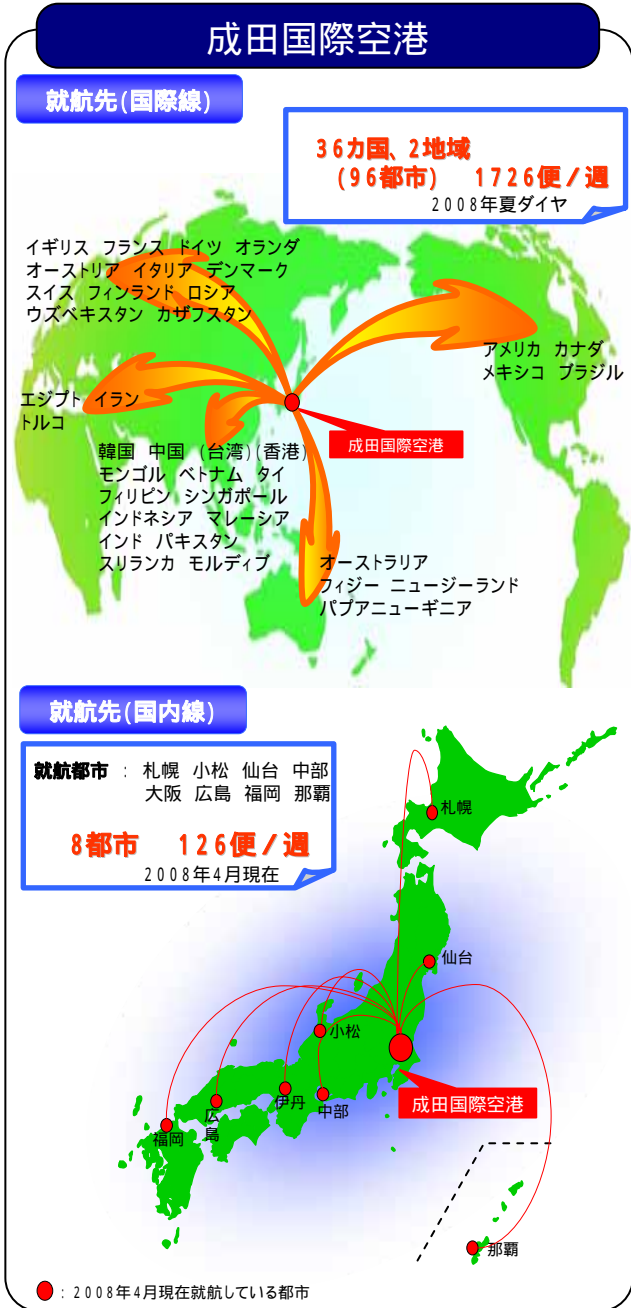 成田国際空港
就航先(国際線)
36カ国、2地域
(96都市) 1726便/週
2008年夏ダイヤ
イギリス フランス ドイツ オランダ
オーストリア イタリア デンマーク
スイス フィンランド ロシア
ウズベキスタン カザフスタン
アメリカ カナダ
メキシコ ブラジル
エジプト イラン
トルコ
成田国際空港
韓国 中国 (台湾)(香港)
モンゴル ベトナム タイ
フィリピン シンガポール
インドネシア マレーシア
インド パキスタン
スリランカ モルディブ
オーストラリア
フィジー ニュージーランド
パプアニューギニア
就航先(国内線)
就航都市 : 札幌 小松 仙台 中部
大阪 広島 福岡 那覇
8都市 126便/週
2008年4月現在
札幌
仙台
小松
伊丹
中部
成田国際空港
広島
福岡
那覇
:2008年4月現在就航している都市